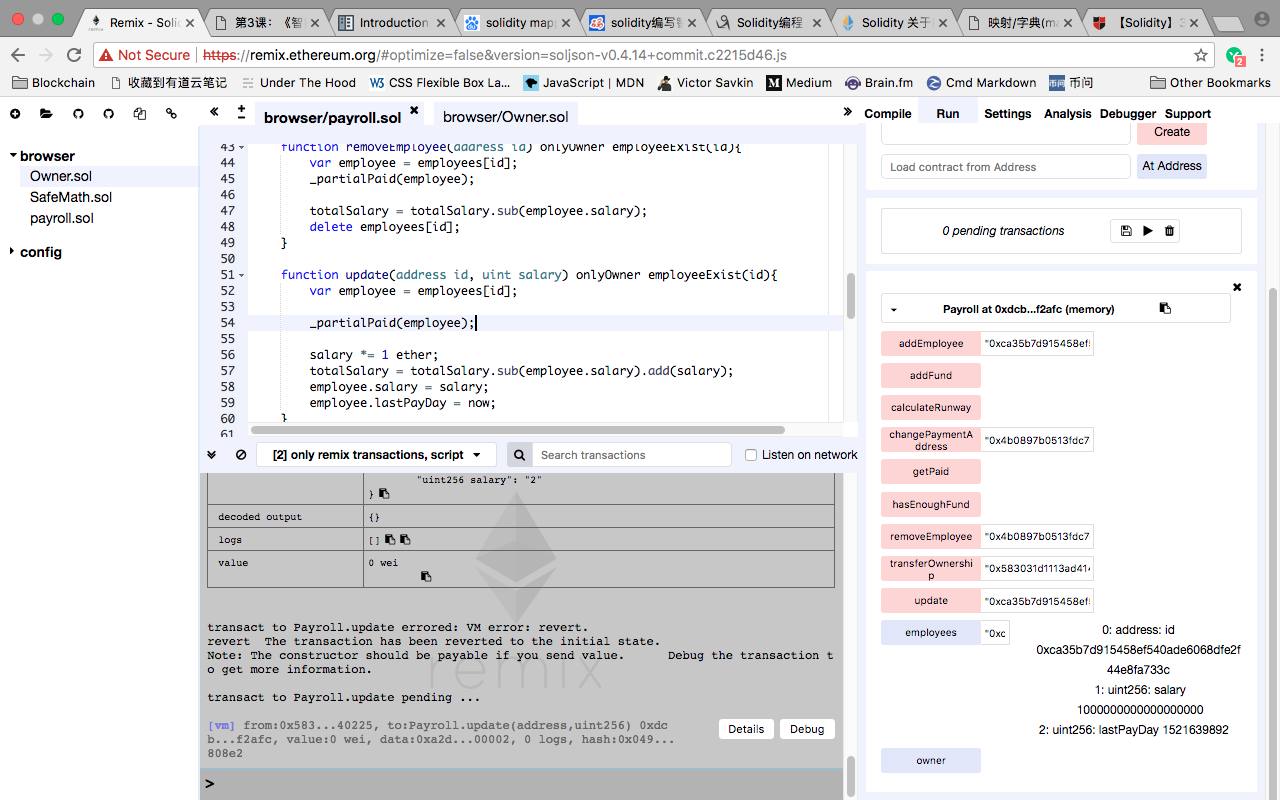 Remix - Solic
第3课：《智
Introduction
solidity map
solidity编写智
Solidity编程
Solidity 关于
映射/字典(ma
【Solidity】3
Not Secure https://remix.ethereum.org/#optimize=false&version=soljson-v0.4.14+commit.c2215d46.js
2
Blockchain 收藏到有道云笔记 Under The Hood CSS Flexible Box La... JavaScript | MDN Victor Savkin Medium Brain.fm Cmd Markdown 币问 Other Bookmarks
browser/payroll.sol browser/Owner.sol
Compile Run Settings Analysis Debugger Support
browser
Owner.sol
SafeMath.sol
payroll.sol
config
43 function removeEmployee(address id) onlyOwner employeeExist(id){
44 var employee = employees[id];
45 _partialPaid(employee);
46
47 totalSalary = totalSalary.sub(employee.salary);
48 delete employees[id];
49 }
50
51 function update(address id, uint salary) onlyOwner employeeExist(id){
52 var employee = employees[id];
53
54 _partialPaid(employee);
55
56 salary *= 1 ether;
57 totalSalary = totalSalary.sub(employee.salary).add(salary);
58 employee.salary = salary;
59 employee.lastPayDay = now;
60 }
61
[2] only remix transactions, script Search transactions Listen on network
"uint256 salary": "2"
}
decoded output {}
logs []
value 0 wei
remix
transact to Payroll.update errored: VM error: revert.
revert The transaction has been reverted to the initial state.
Note: The constructor should be payable if you send value. Debug the transaction t
o get more information.
transact to Payroll.update pending ...
[vm] from:0x583...40225, to:Payroll.update(address,uint256) 0xdc
b...f2afc, value:0 wei, data:0xa2d...00002, 0 logs, hash:0x049...
808e2
Details Debug
>
Create
Load contract from Address At Address
0 pending transactions
Payroll at 0xdcb...f2afc (memory)
addEmployee "0xca35b7d915458ef5
addFund
calculateRunway
changePaymentA
ddress "0x4b0897b0513fdc7
getPaid
hasEnoughFund
removeEmployee "0x4b0897b0513fdc7
transferOwnershi
p "0x583031d1113ad414
update "0xca35b7d915458ef5
employees "0xc
0: address: id
0xca35b7d915458ef540ade6068dfe2f
44e8fa733c
1: uint256: salary
1000000000000000000
2: uint256: lastPayDay 1521639892
owner